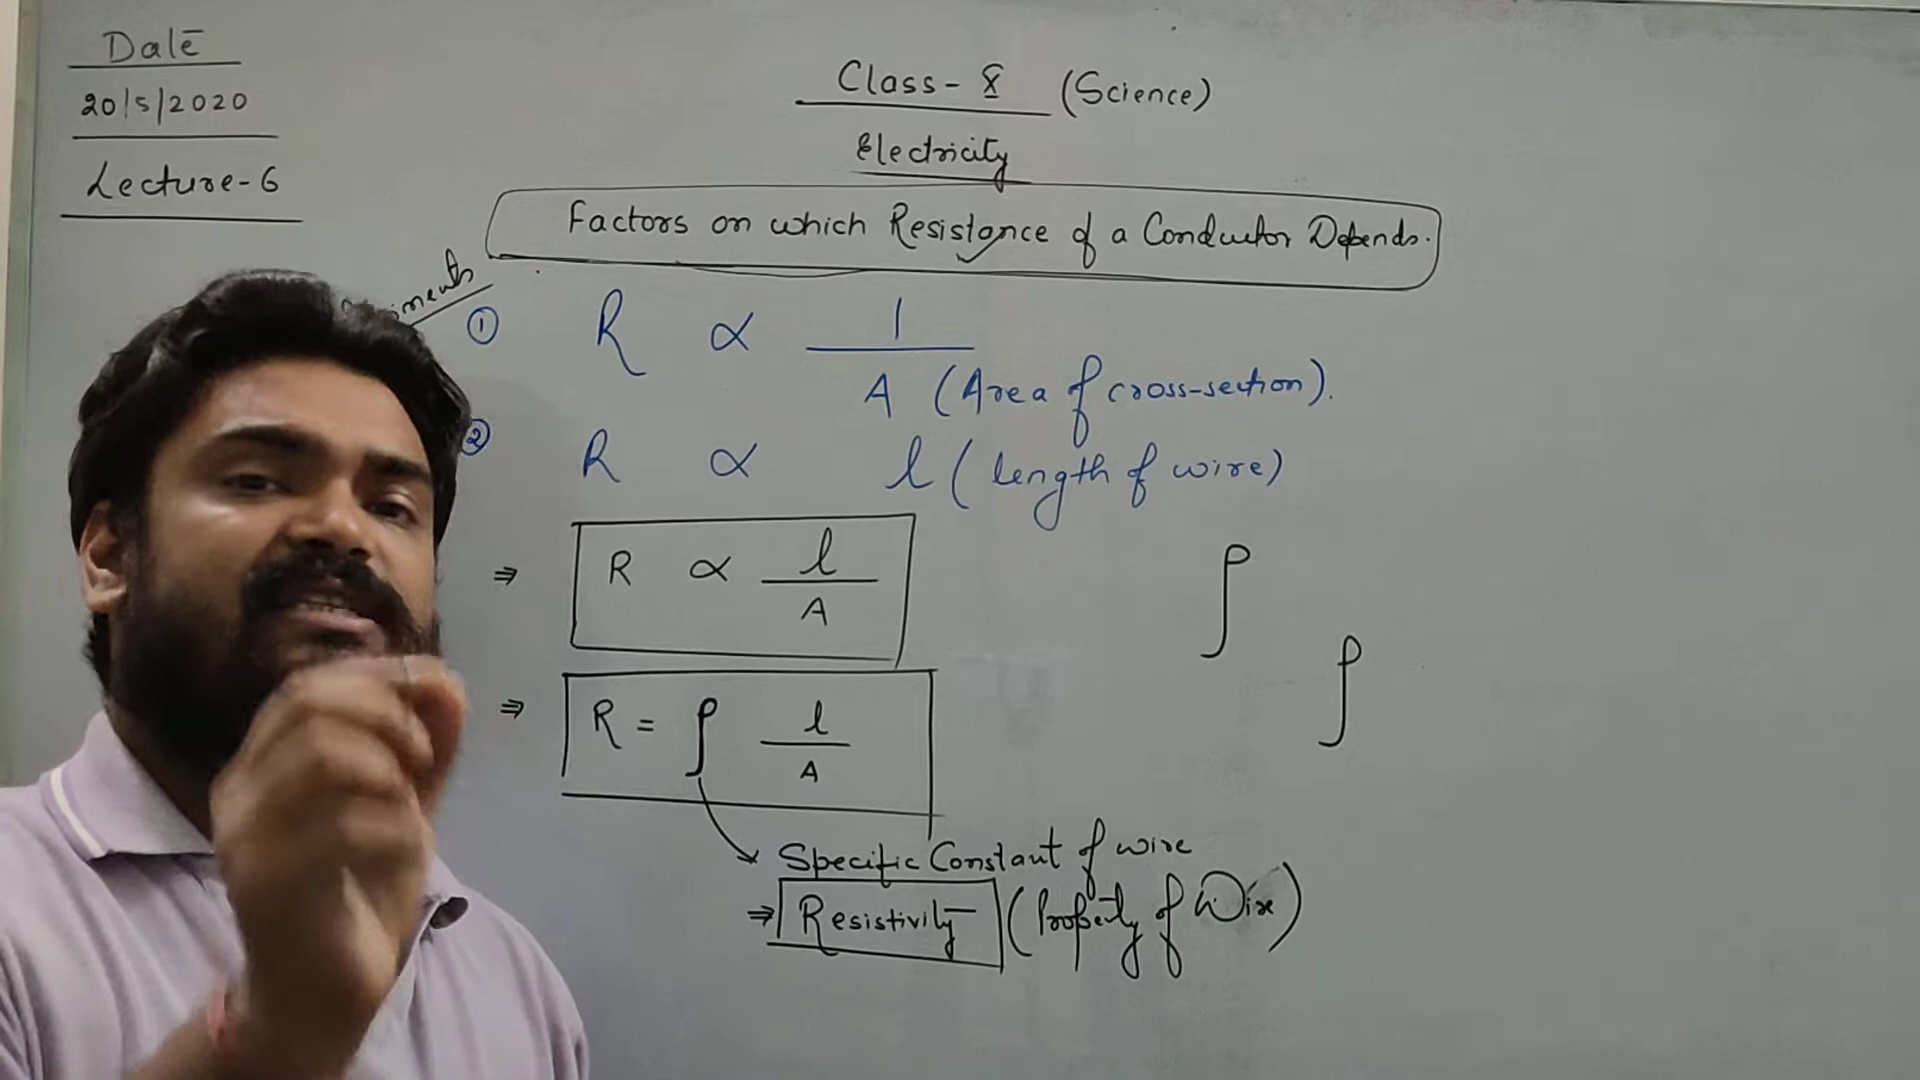 Date
20/5/2020
Lecture-6
Class - X (Science)
Electricity
Factors on which Resistance of a Conductor Depends.
① R ∝ 1
A (Area of cross-section).
② R ∝ l (length of wire)
⇒ R ∝ l
A
ρ
⇒ R = ρ l
A
ρ
Specific Constant of wire
⇒ Resistivity (Property of Wire)